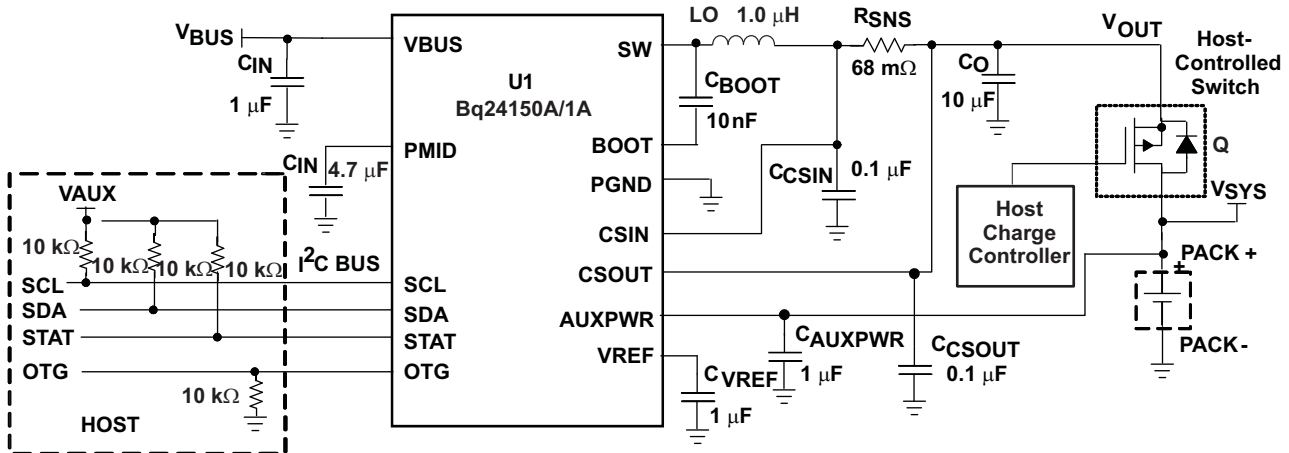 LO 1.0 μH
RSNS
VBUS
VBUS
SW
68 mΩ
VOUT
Host-
Controlled
Switch
CIN
1 μF
U1
Bq24150A/1A
CBOOT
10nF
CO
10 μF
Q
CIN
4.7 μF
PMID
BOOT
PGND
CCSIN
0.1 μF
VSYS
Host
Charge
Controller
VAUX
10 kΩ
10 kΩ
10 kΩ
10 kΩ
I2C BUS
CSIN
CSOUT
PACK +
+
SCL
SCL
SDA
SDA
AUXPWR
STAT
STAT
VREF
CAUXPWR
1 μF
CCSOUT
0.1 μF
PACK -
OTG
OTG
CVREF
1 μF
10 kΩ
HOST